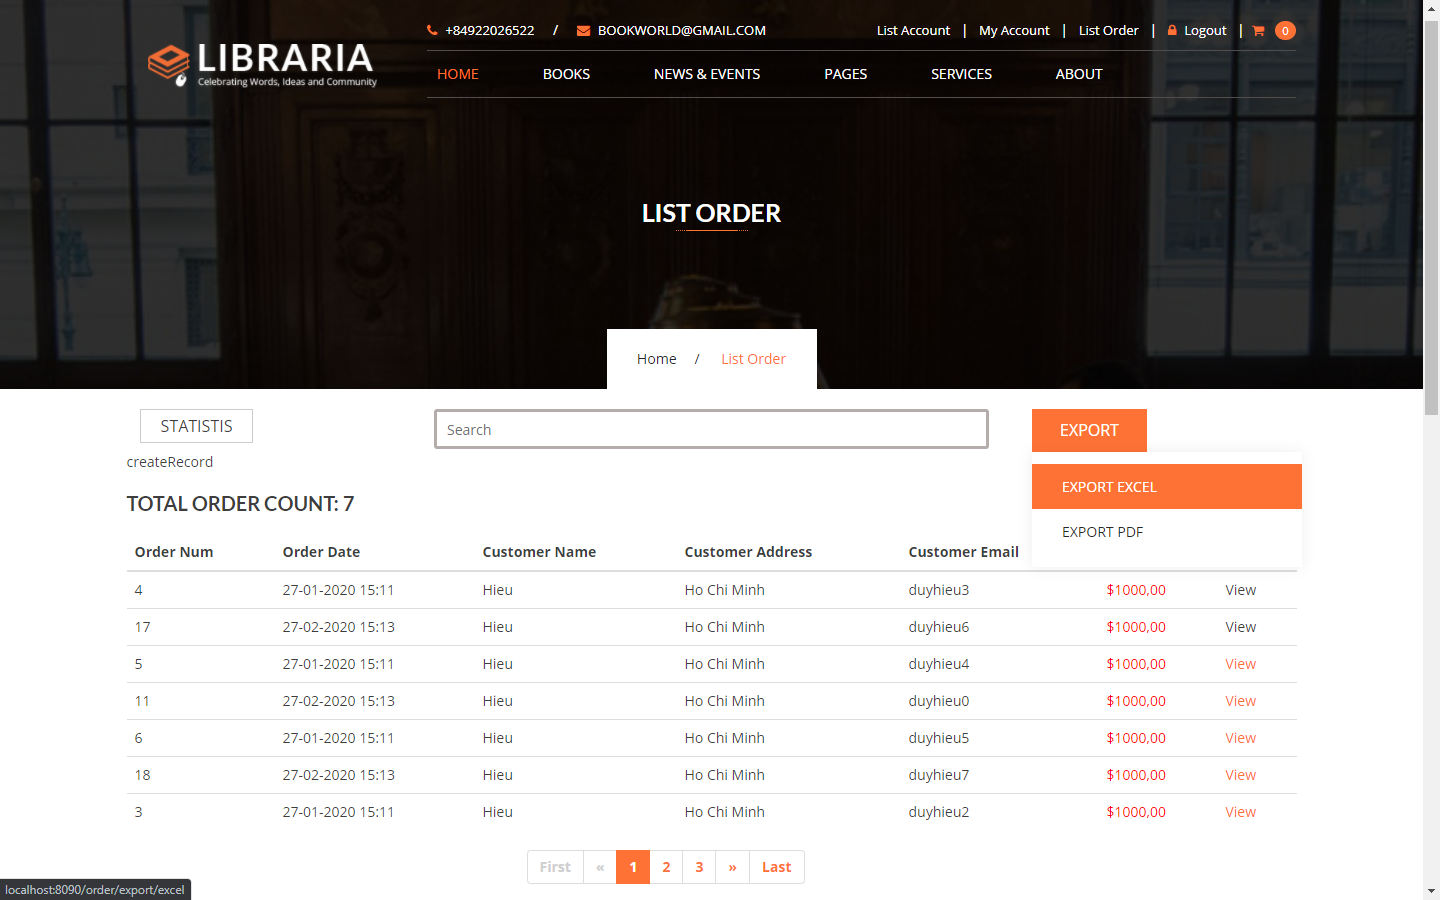 +84922026522 / BOOKWORLD@GMAIL.COM List Account | My Account | List Order | Logout | 0
LIBRARIA
Celebrating Words, Ideas and Community
HOME BOOKS NEWS & EVENTS PAGES SERVICES ABOUT
LIST ORDER
Home / List Order
STATISTIS Search EXPORT
createRecord
EXPORT EXCEL
EXPORT PDF
TOTAL ORDER COUNT: 7
Order Num Order Date Customer Name Customer Address Customer Email
4 27-01-2020 15:11 Hieu Ho Chi Minh duyhieu3 $1000,00 View
17 27-02-2020 15:13 Hieu Ho Chi Minh duyhieu6 $1000,00 View
5 27-01-2020 15:11 Hieu Ho Chi Minh duyhieu4 $1000,00 View
11 27-02-2020 15:13 Hieu Ho Chi Minh duyhieu0 $1000,00 View
6 27-01-2020 15:11 Hieu Ho Chi Minh duyhieu5 $1000,00 View
18 27-02-2020 15:13 Hieu Ho Chi Minh duyhieu7 $1000,00 View
3 27-01-2020 15:11 Hieu Ho Chi Minh duyhieu2 $1000,00 View
First « 1 2 3 » Last
localhost:8090/order/export/excel